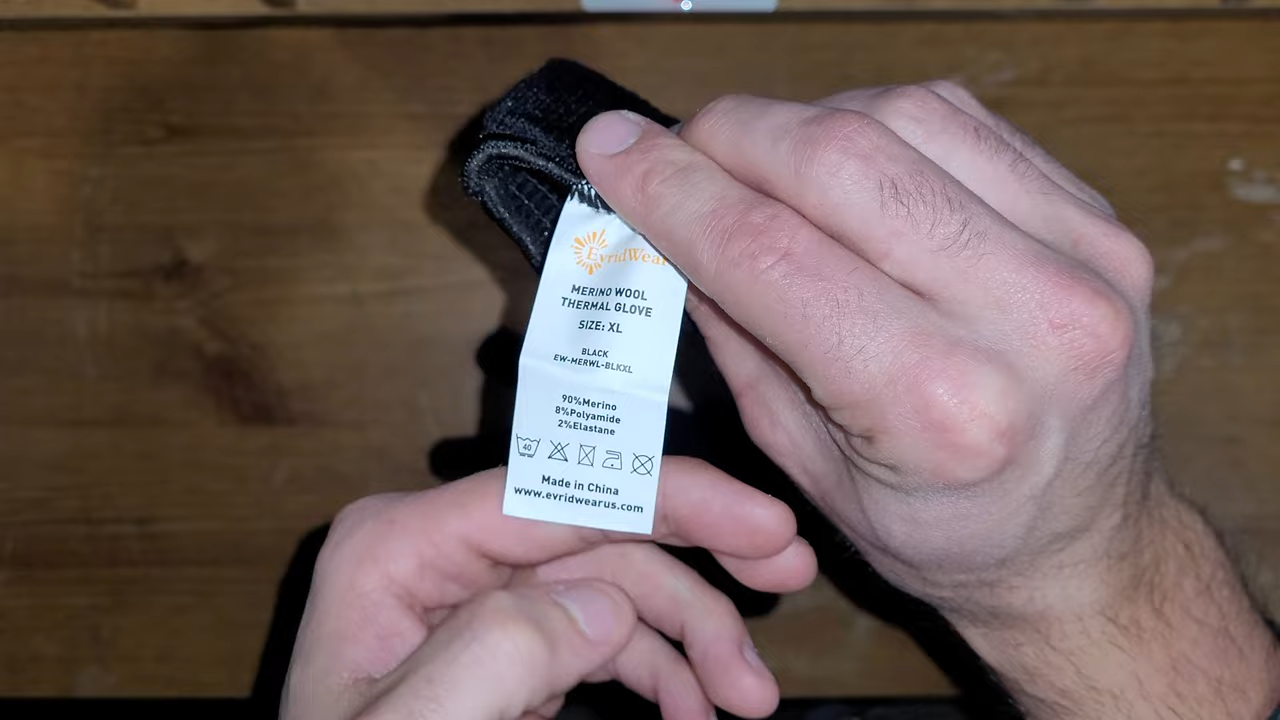 EvridWear
MERINO WOOL
THERMAL GLOVE
SIZE: XL
BLACK
EW-MERWL-BLKXL
90%Merino
8%Polyamide
2%Elastane
40
Made in China
www.evridwearus.com